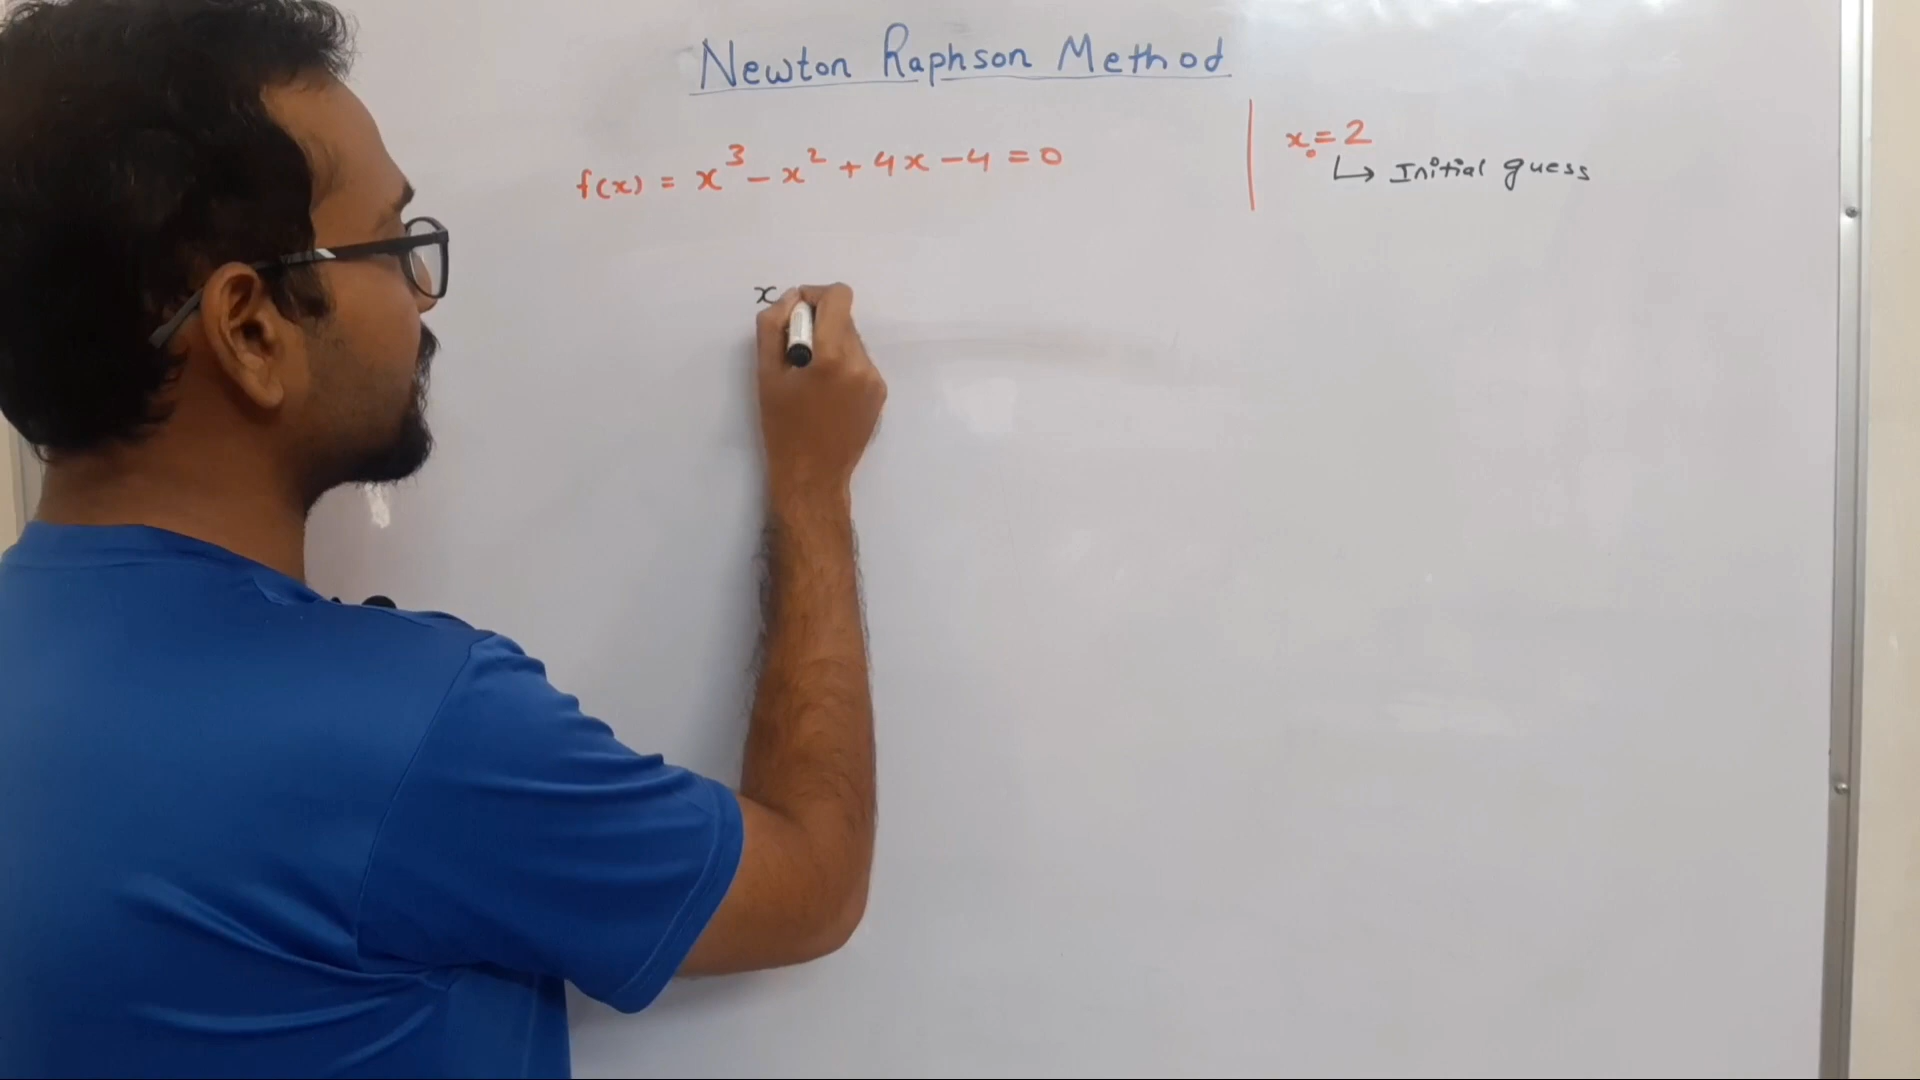 Newton Raphson Method
f(x) = x³ - x² + 4x - 4 = 0
x₀ = 2
↳ Initial guess
x